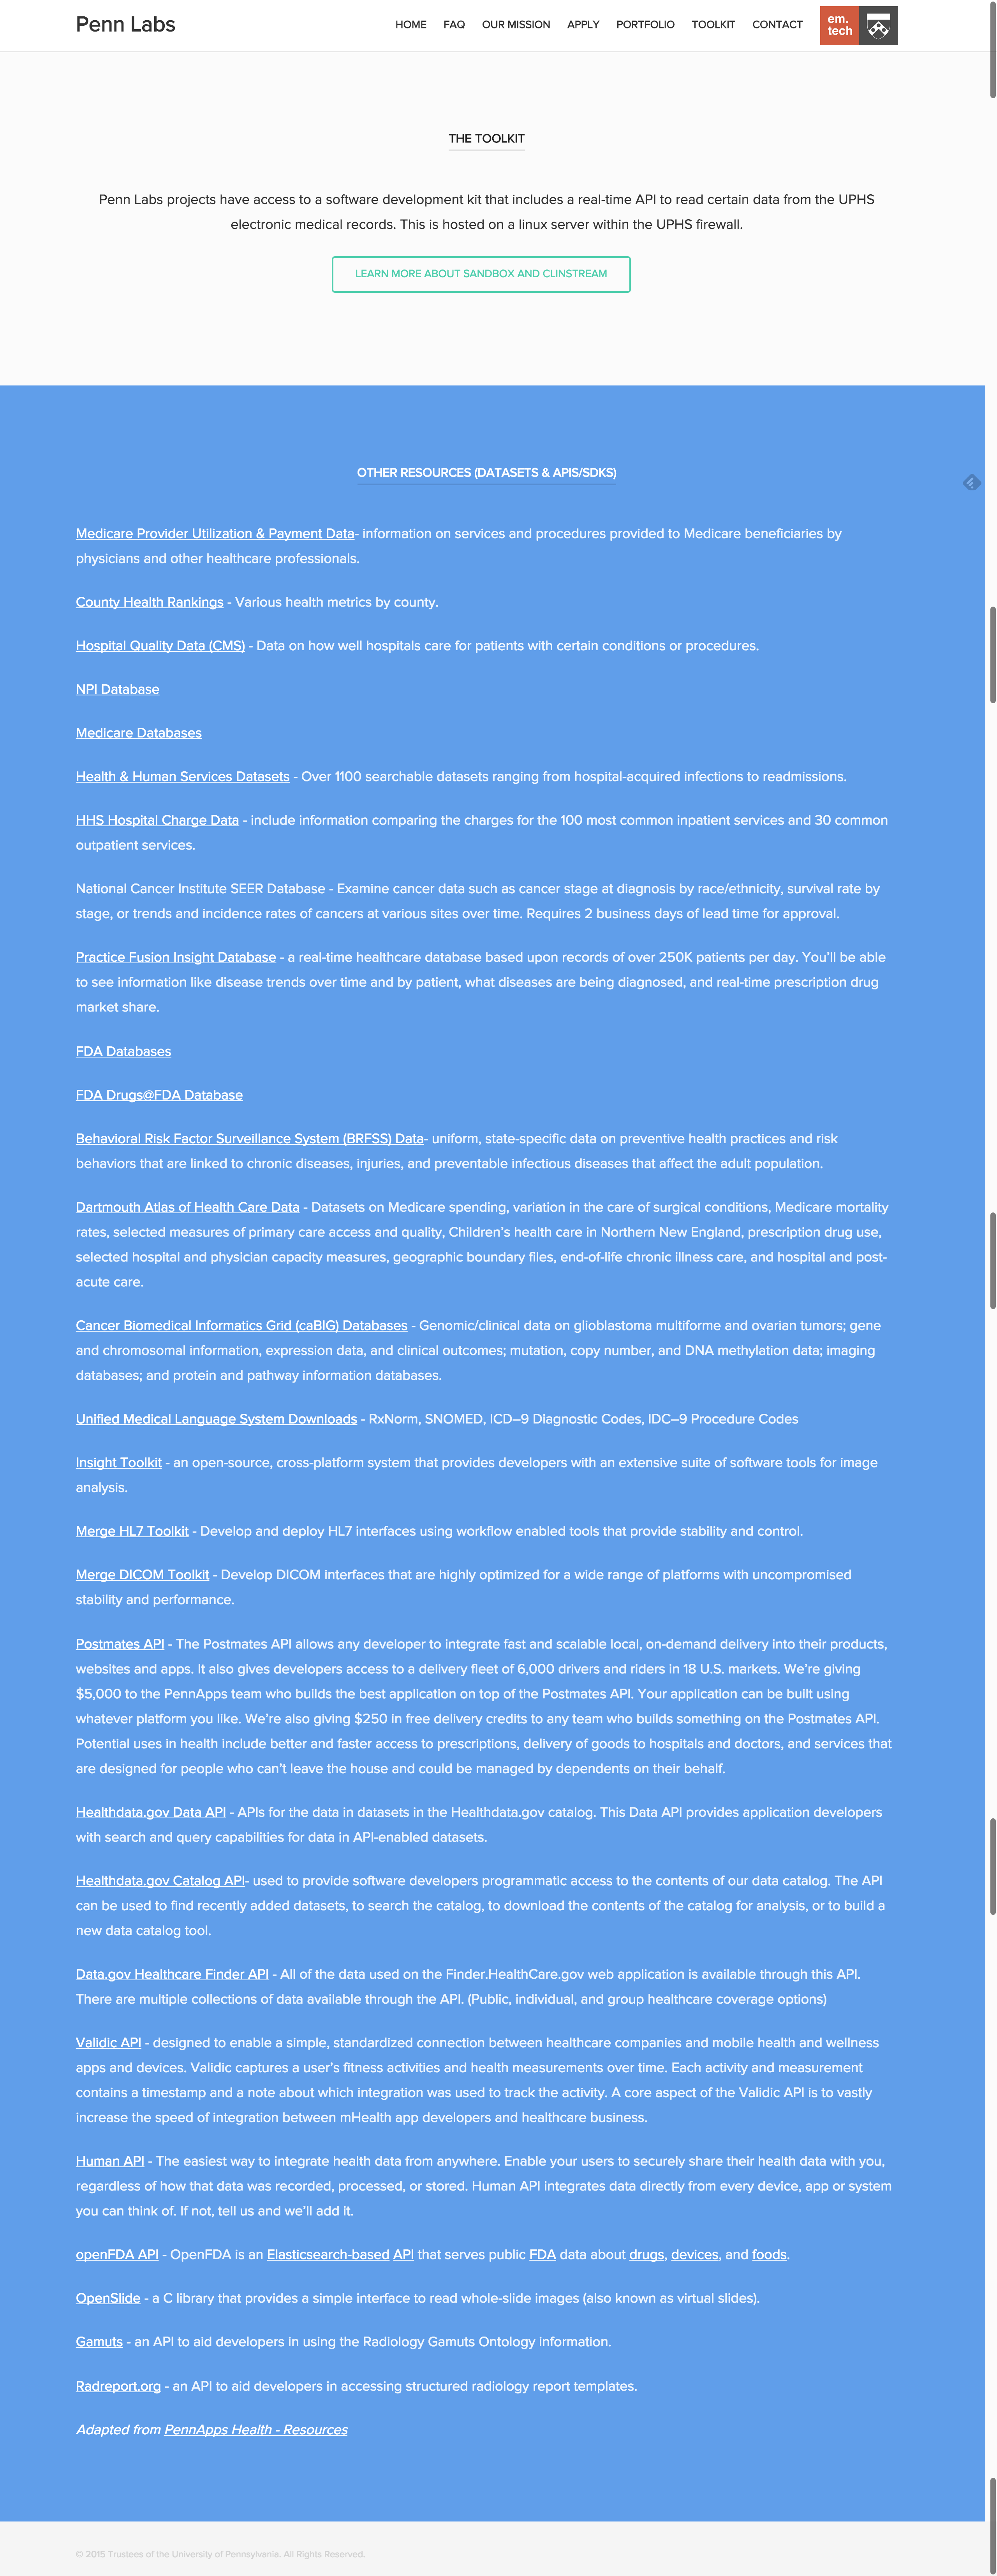 Penn Labs
HOME FAQ OUR MISSION APPLY PORTFOLIO TOOLKIT CONTACT
em.
tech
THE TOOLKIT
Penn Labs projects have access to a software development kit that includes a real-time API to read certain data from the UPHS
electronic medical records. This is hosted on a linux server within the UPHS firewall.
LEARN MORE ABOUT SANDBOX AND CLINSTREAM
OTHER RESOURCES (DATASETS & APIS/SDKS)
Medicare Provider Utilization & Payment Data- information on services and procedures provided to Medicare beneficiaries by
physicians and other healthcare professionals.
County Health Rankings - Various health metrics by county.
Hospital Quality Data (CMS) - Data on how well hospitals care for patients with certain conditions or procedures.
NPI Database
Medicare Databases
Health & Human Services Datasets - Over 1100 searchable datasets ranging from hospital-acquired infections to readmissions.
HHS Hospital Charge Data - include information comparing the charges for the 100 most common inpatient services and 30 common
outpatient services.
National Cancer Institute SEER Database - Examine cancer data such as cancer stage at diagnosis by race/ethnicity, survival rate by
stage, or trends and incidence rates of cancers at various sites over time. Requires 2 business days of lead time for approval.
Practice Fusion Insight Database - a real-time healthcare database based upon records of over 250K patients per day. You’ll be able
to see information like disease trends over time and by patient, what diseases are being diagnosed, and real-time prescription drug
market share.
FDA Databases
FDA Drugs@FDA Database
Behavioral Risk Factor Surveillance System (BRFSS) Data- uniform, state-specific data on preventive health practices and risk
behaviors that are linked to chronic diseases, injuries, and preventable infectious diseases that affect the adult population.
Dartmouth Atlas of Health Care Data - Datasets on Medicare spending, variation in the care of surgical conditions, Medicare mortality
rates, selected measures of primary care access and quality, Children’s health care in Northern New England, prescription drug use,
selected hospital and physician capacity measures, geographic boundary files, end-of-life chronic illness care, and hospital and post-
acute care.
Cancer Biomedical Informatics Grid (caBIG) Databases - Genomic/clinical data on glioblastoma multiforme and ovarian tumors; gene
and chromosomal information, expression data, and clinical outcomes; mutation, copy number, and DNA methylation data; imaging
databases; and protein and pathway information databases.
Unified Medical Language System Downloads - RxNorm, SNOMED, ICD–9 Diagnostic Codes, IDC–9 Procedure Codes
Insight Toolkit - an open-source, cross-platform system that provides developers with an extensive suite of software tools for image
analysis.
Merge HL7 Toolkit - Develop and deploy HL7 interfaces using workflow enabled tools that provide stability and control.
Merge DICOM Toolkit - Develop DICOM interfaces that are highly optimized for a wide range of platforms with uncompromised
stability and performance.
Postmates API - The Postmates API allows any developer to integrate fast and scalable local, on-demand delivery into their products,
websites and apps. It also gives developers access to a delivery fleet of 6,000 drivers and riders in 18 U.S. markets. We’re giving
$5,000 to the PennApps team who builds the best application on top of the Postmates API. Your application can be built using
whatever platform you like. We’re also giving $250 in free delivery credits to any team who builds something on the Postmates API.
Potential uses in health include better and faster access to prescriptions, delivery of goods to hospitals and doctors, and services that
are designed for people who can’t leave the house and could be managed by dependents on their behalf.
Healthdata.gov Data API - APIs for the data in datasets in the Healthdata.gov catalog. This Data API provides application developers
with search and query capabilities for data in API-enabled datasets.
Healthdata.gov Catalog API- used to provide software developers programmatic access to the contents of our data catalog. The API
can be used to find recently added datasets, to search the catalog, to download the contents of the catalog for analysis, or to build a
new data catalog tool.
Data.gov Healthcare Finder API - All of the data used on the Finder.HealthCare.gov web application is available through this API.
There are multiple collections of data available through the API. (Public, individual, and group healthcare coverage options)
Validic API - designed to enable a simple, standardized connection between healthcare companies and mobile health and wellness
apps and devices. Validic captures a user’s fitness activities and health measurements over time. Each activity and measurement
contains a timestamp and a note about which integration was used to track the activity. A core aspect of the Validic API is to vastly
increase the speed of integration between mHealth app developers and healthcare business.
Human API - The easiest way to integrate health data from anywhere. Enable your users to securely share their health data with you,
regardless of how that data was recorded, processed, or stored. Human API integrates data directly from every device, app or system
you can think of. If not, tell us and we’ll add it.
openFDA API - OpenFDA is an Elasticsearch-based API that serves public FDA data about drugs, devices, and foods.
OpenSlide - a C library that provides a simple interface to read whole-slide images (also known as virtual slides).
Gamuts - an API to aid developers in using the Radiology Gamuts Ontology information.
Radreport.org - an API to aid developers in accessing structured radiology report templates.
Adapted from PennApps Health - Resources
© 2015 Trustees of the University of Pennsylvania. All Rights Reserved.